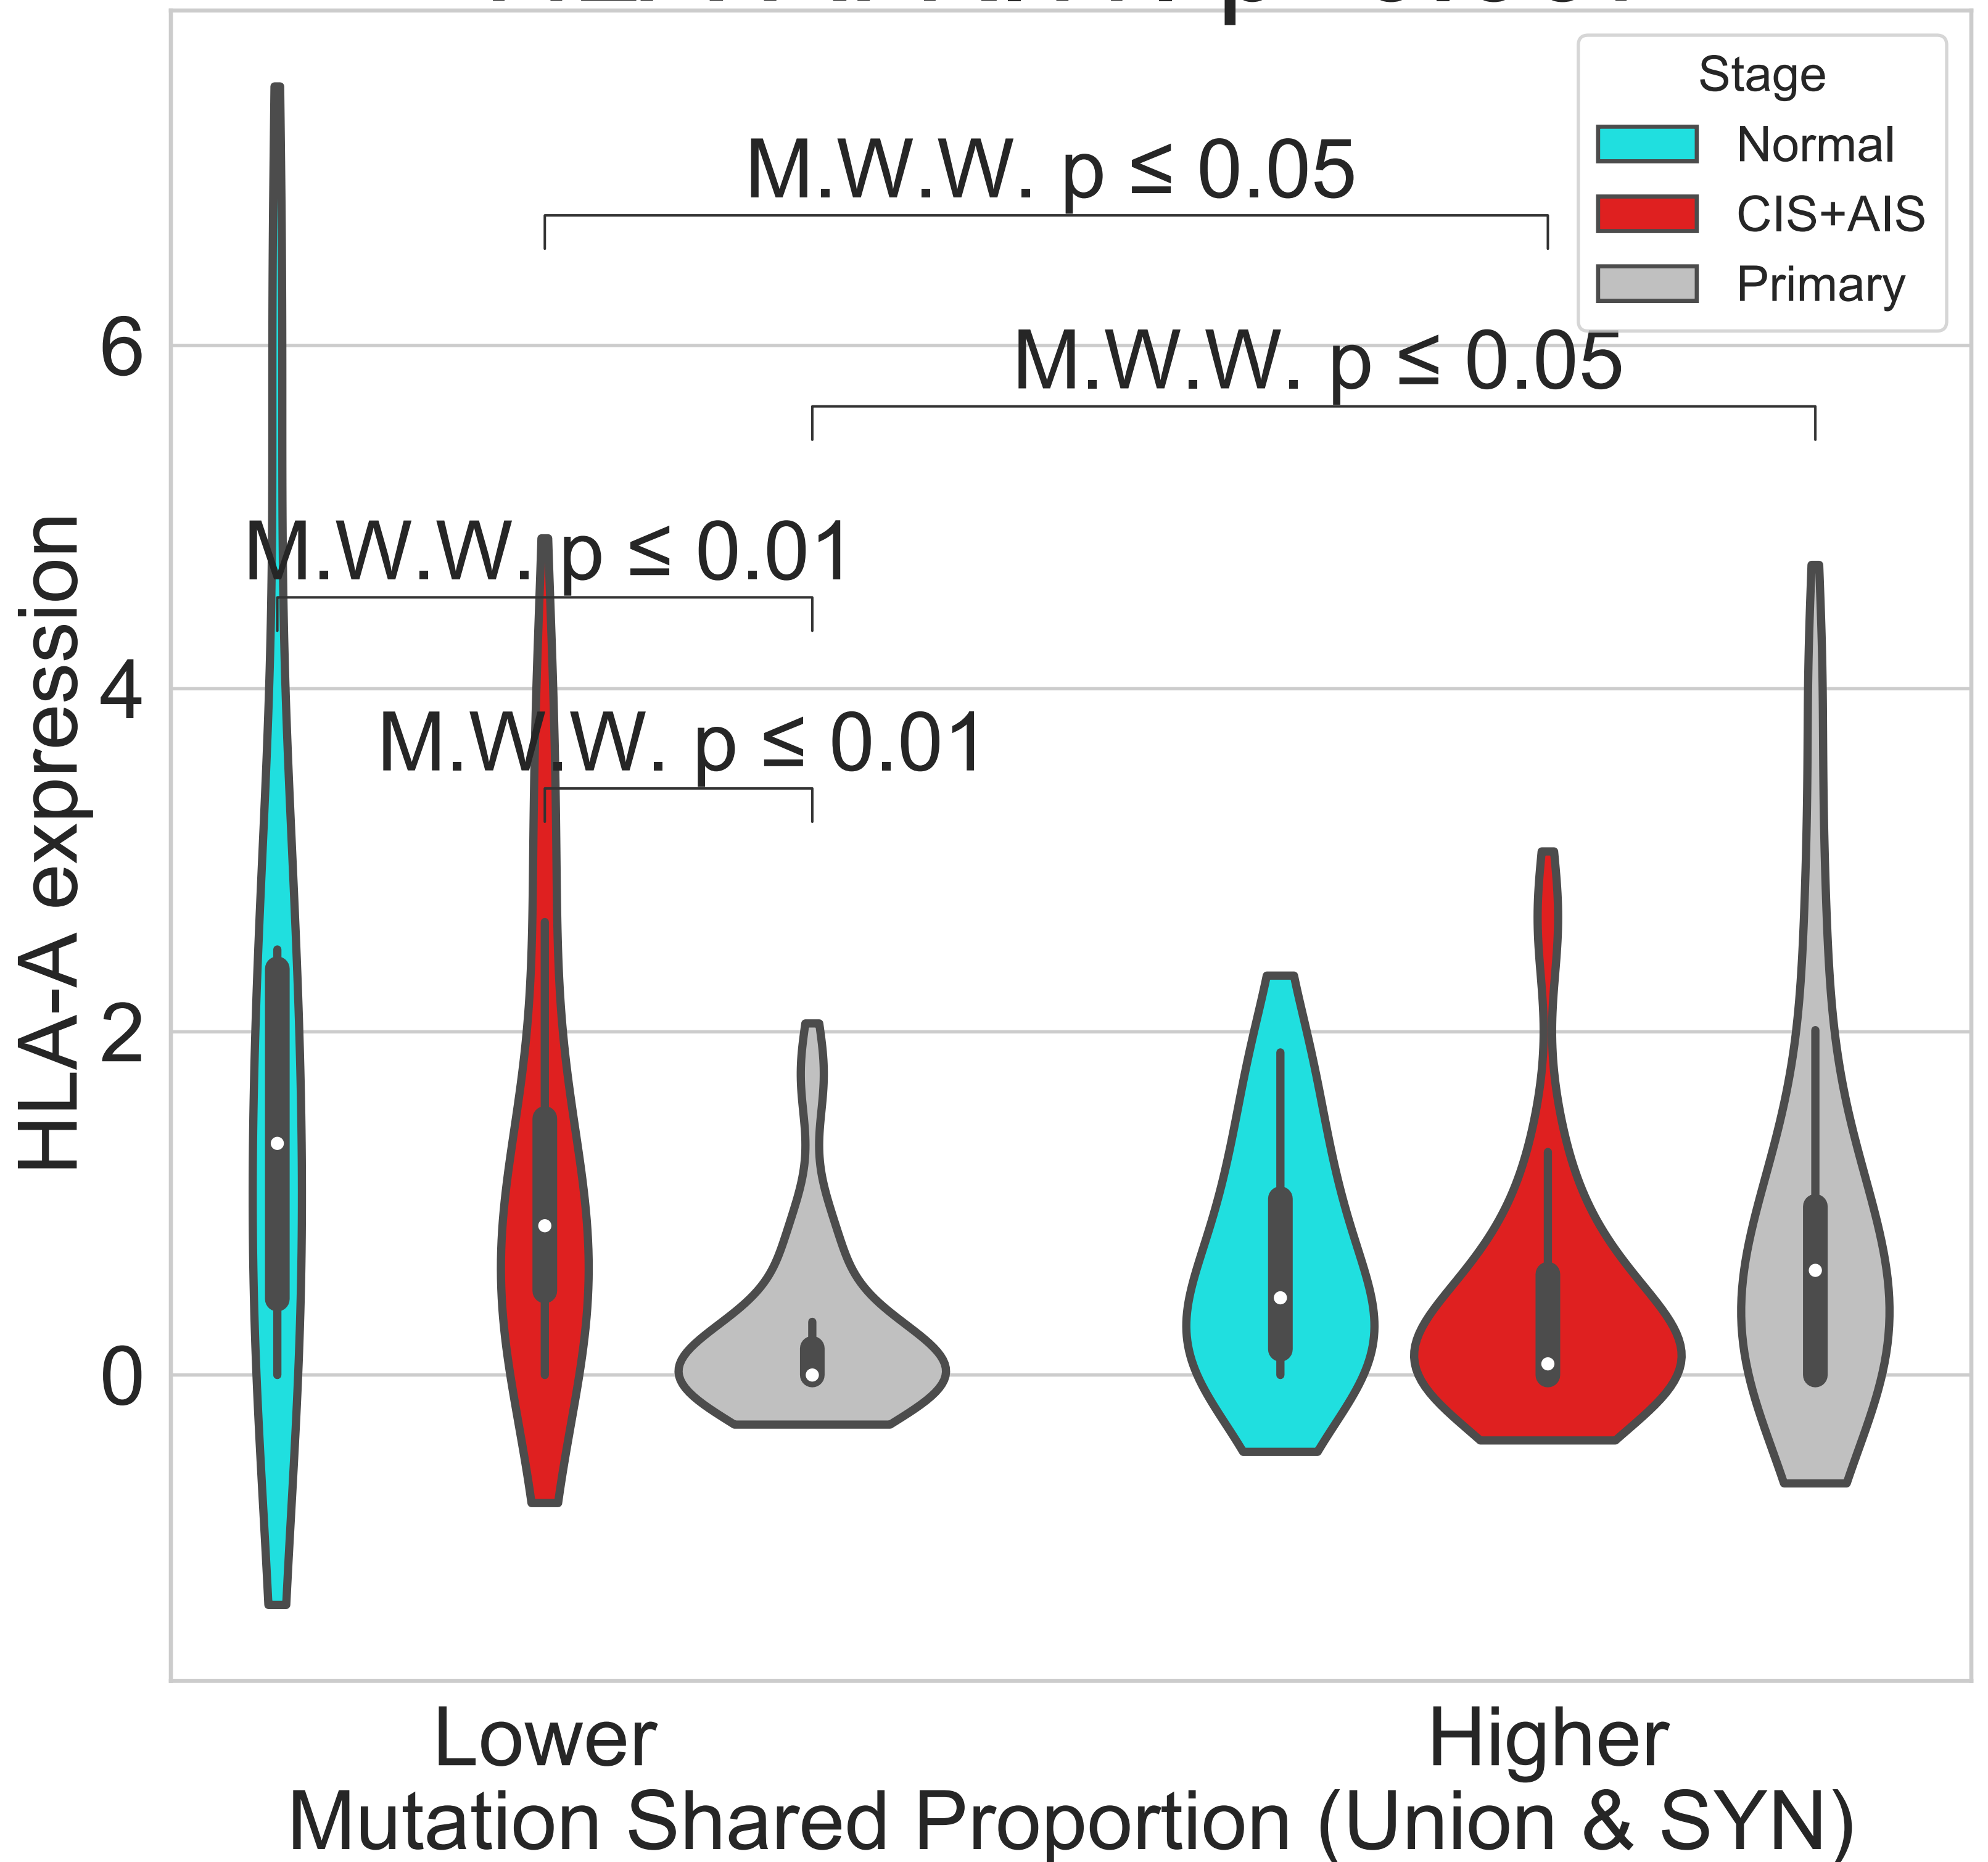 Stage
Normal
CIS+AIS
Primary
M.W.W. p ≤ 0.05
M.W.W. p ≤ 0.05
M.W.W. p ≤ 0.01
M.W.W. p ≤ 0.01
HLA-A expression
6
4
2
0
Lower
Higher
Mutation Shared Proportion (Union & SYN)